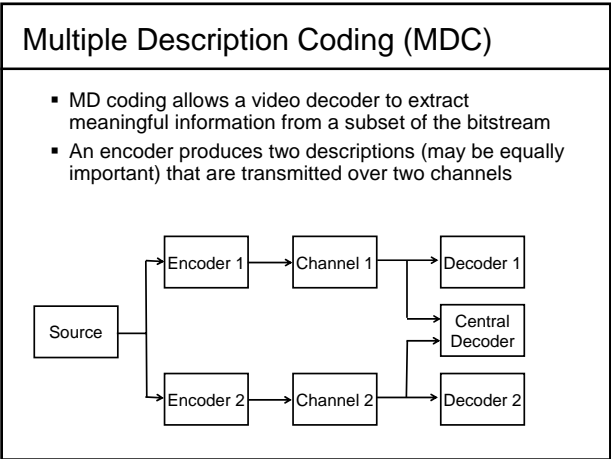 Multiple Description Coding (MDC)
▪ MD coding allows a video decoder to extract
meaningful information from a subset of the bitstream
▪ An encoder produces two descriptions (may be equally
important) that are transmitted over two channels
Encoder 1
Channel 1
Decoder 1
Source
Central
Decoder
Encoder 2
Channel 2
Decoder 2